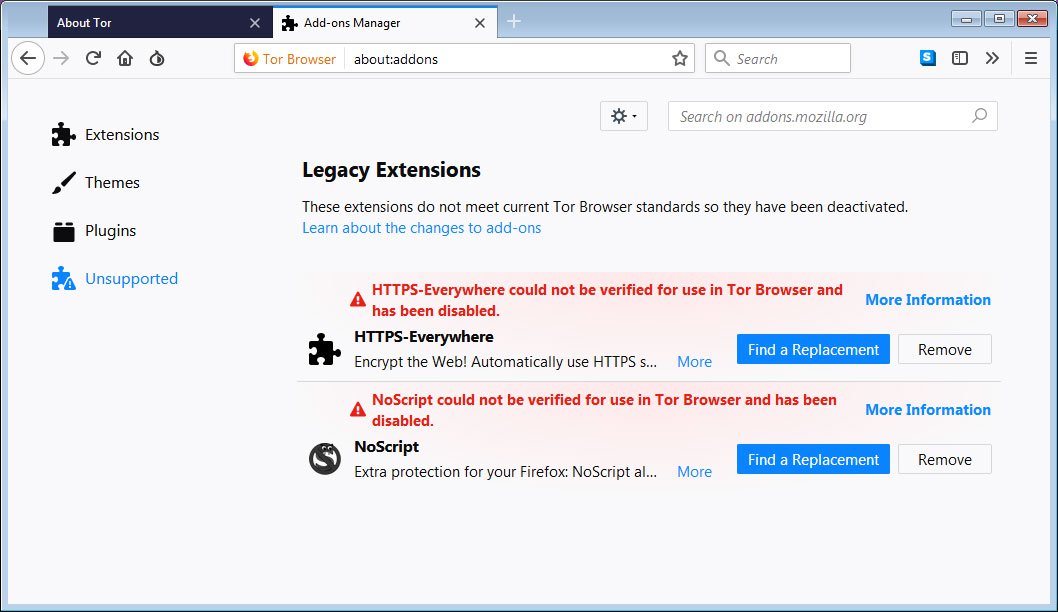 About Tor
Add-ons Manager
Tor Browser
about:addons
Search
S
Search on addons.mozilla.org
Extensions
Themes
Plugins
Unsupported
Legacy Extensions
These extensions do not meet current Tor Browser standards so they have been deactivated.
Learn about the changes to add-ons
HTTPS-Everywhere could not be verified for use in Tor Browser and
has been disabled.
More Information
HTTPS-Everywhere
Encrypt the Web! Automatically use HTTPS s...
More
Find a Replacement
Remove
NoScript could not be verified for use in Tor Browser and has been
disabled.
More Information
NoScript
Extra protection for your Firefox: NoScript al...
More
Find a Replacement
Remove